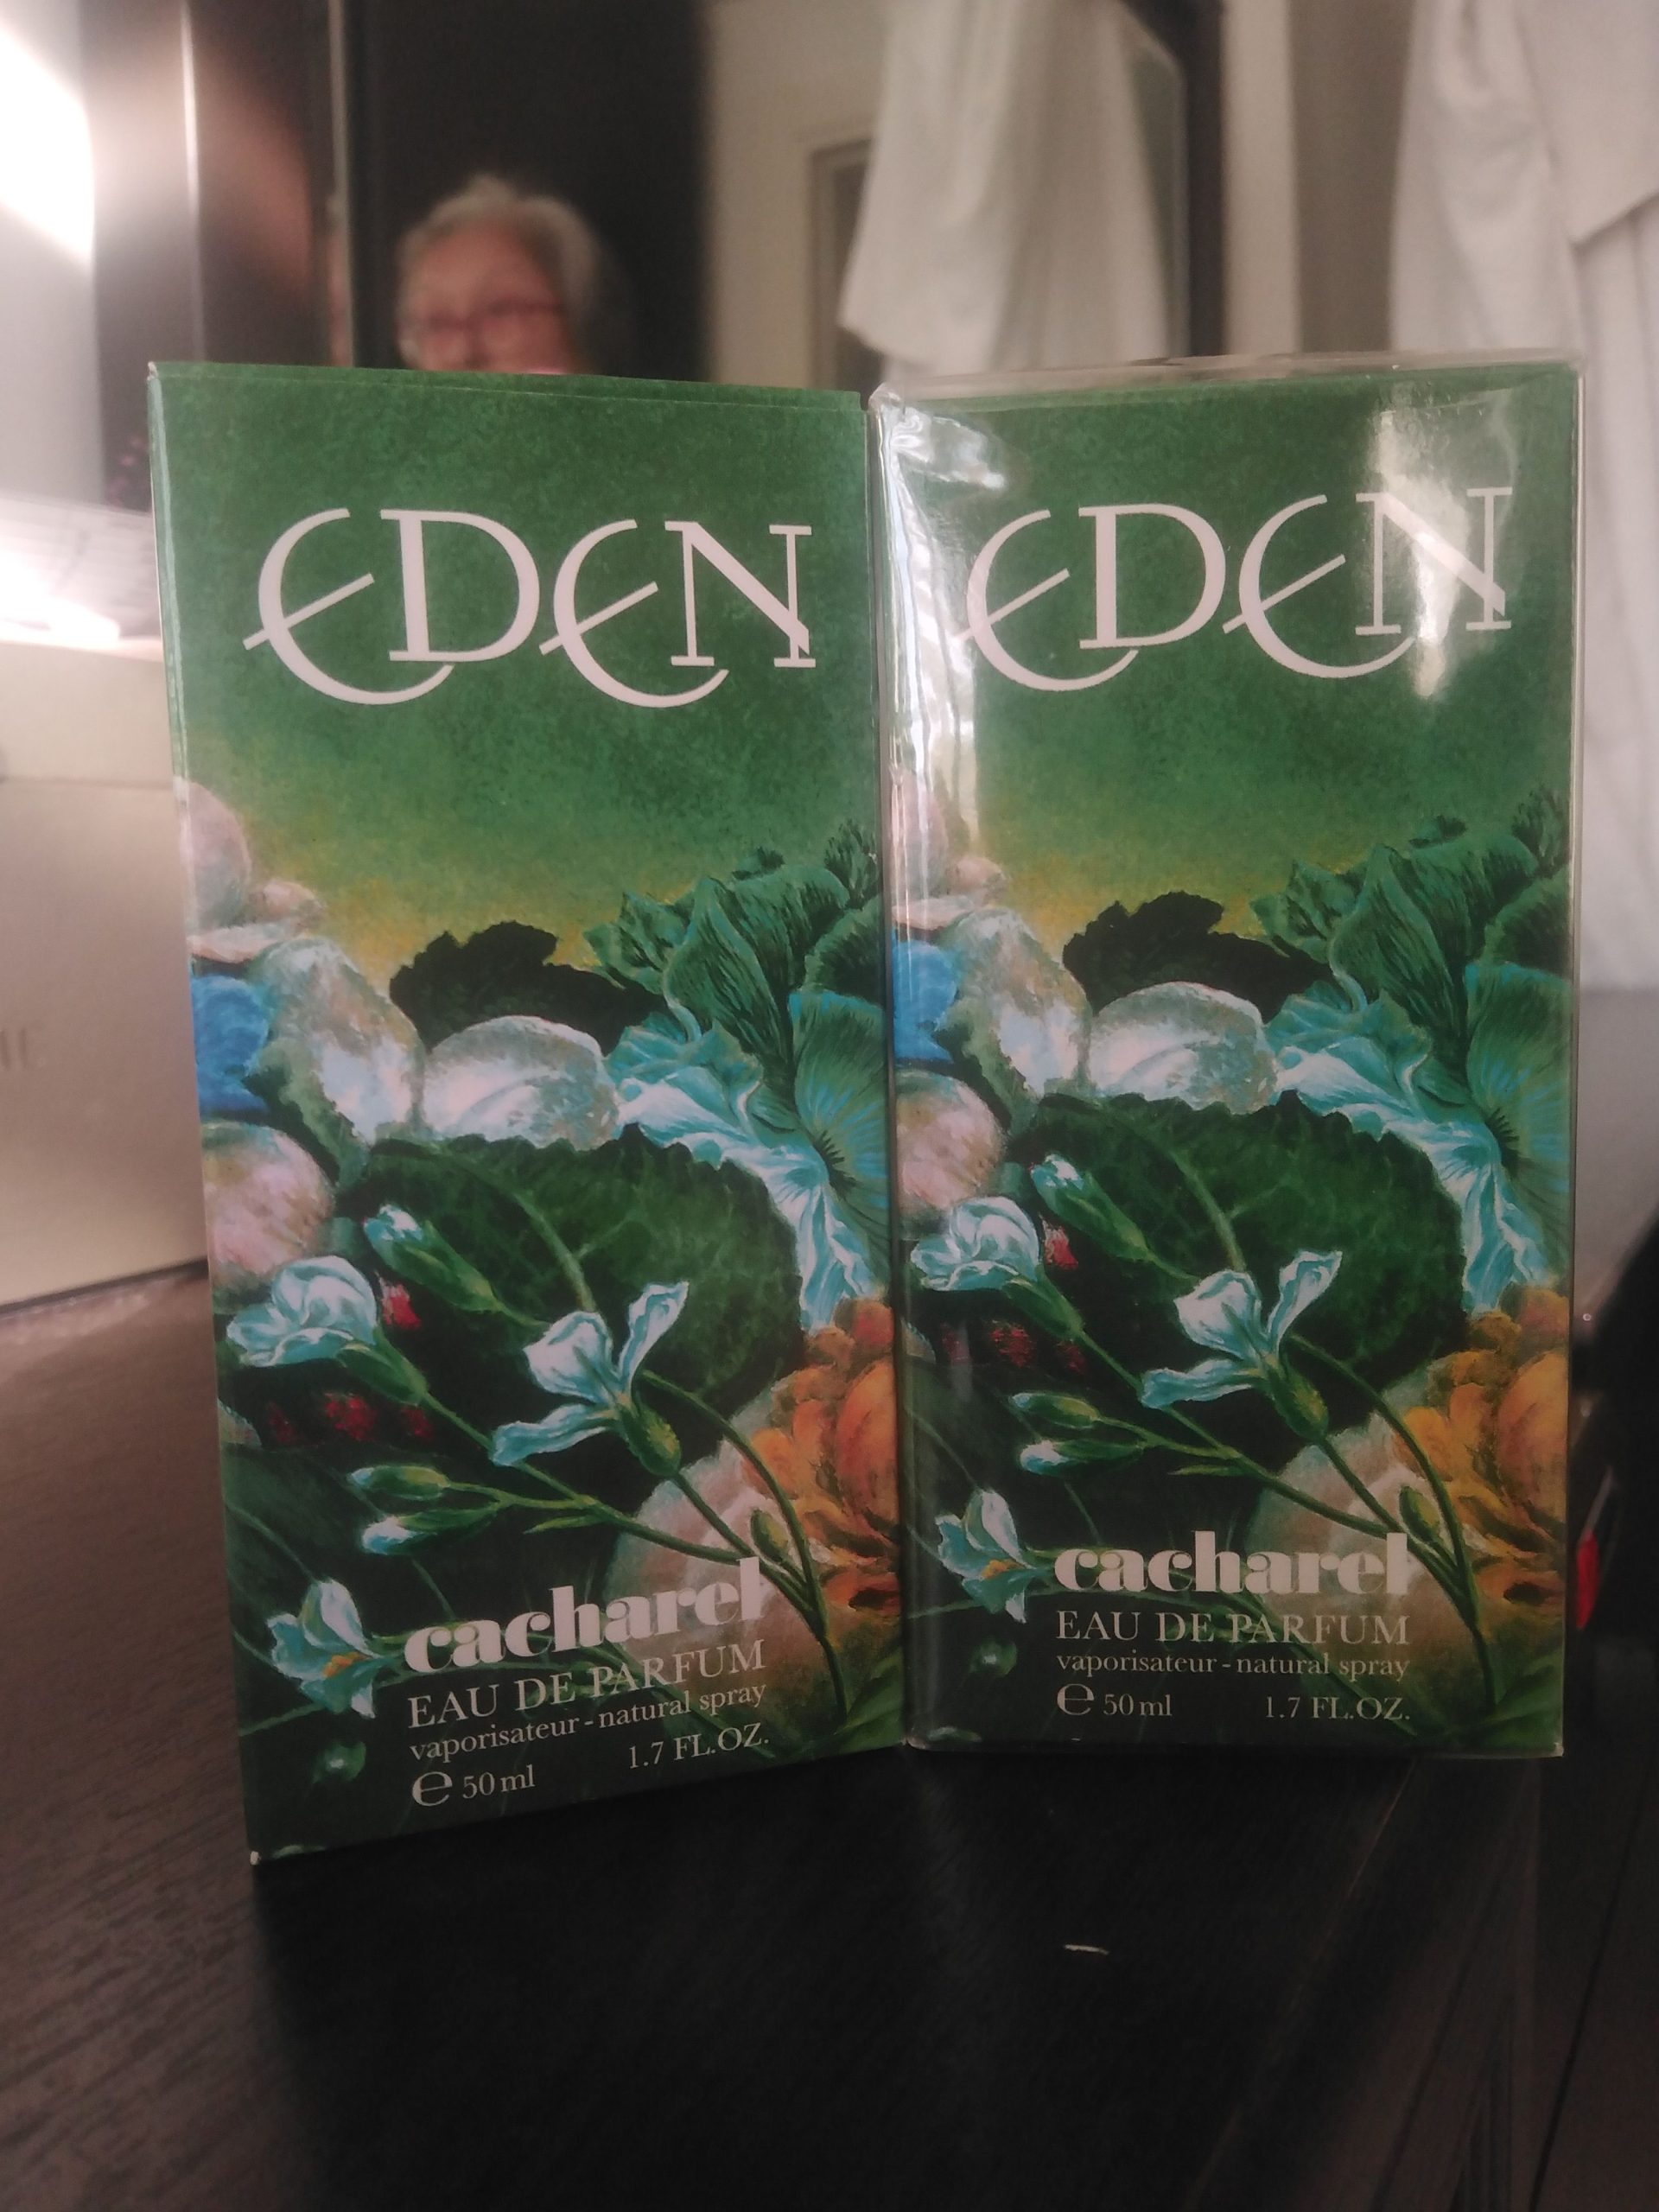 EDEN
cacharel
EAU DE PARFUM
vaporisateur - natural spray
e 50 ml 1.7 FL.OZ.
EDEN
cacharel
EAU DE PARFUM
vaporisateur - natural spray
e 50 ml 1.7 FL.OZ.